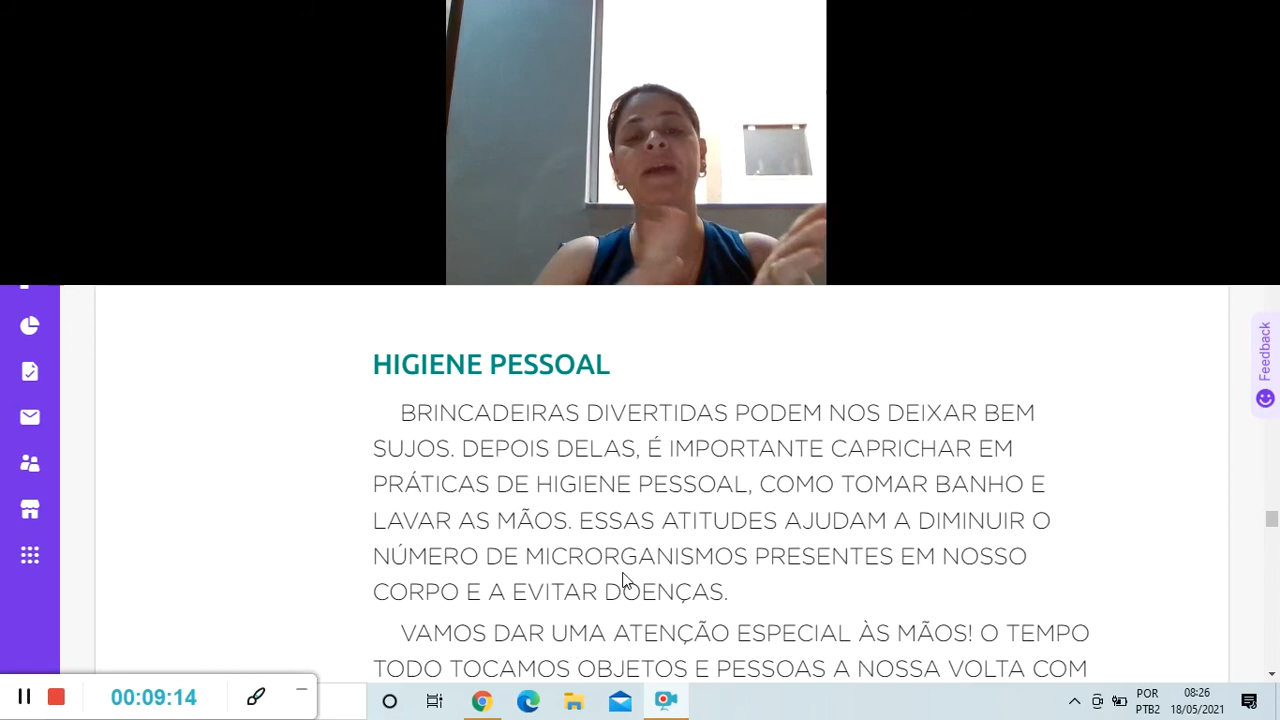 HIGIENE PESSOAL
BRINCADEIRAS DIVERTIDAS PODEM NOS DEIXAR BEM
SUJOS. DEPOIS DELAS, É IMPORTANTE CAPRICHAR EM
PRÁTICAS DE HIGIENE PESSOAL, COMO TOMAR BANHO E
LAVAR AS MÃOS. ESSAS ATITUDES AJUDAM A DIMINUIR O
NÚMERO DE MICRORGANISMOS PRESENTES EM NOSSO
CORPO E A EVITAR DOENÇAS.
VAMOS DAR UMA ATENÇÃO ESPECIAL ÀS MÃOS! O TEMPO
TODO TOCAMOS OBJETOS E PESSOAS A NOSSA VOLTA COM
Feedback
00:09:14
POR
PTB2
08:26
18/05/2021